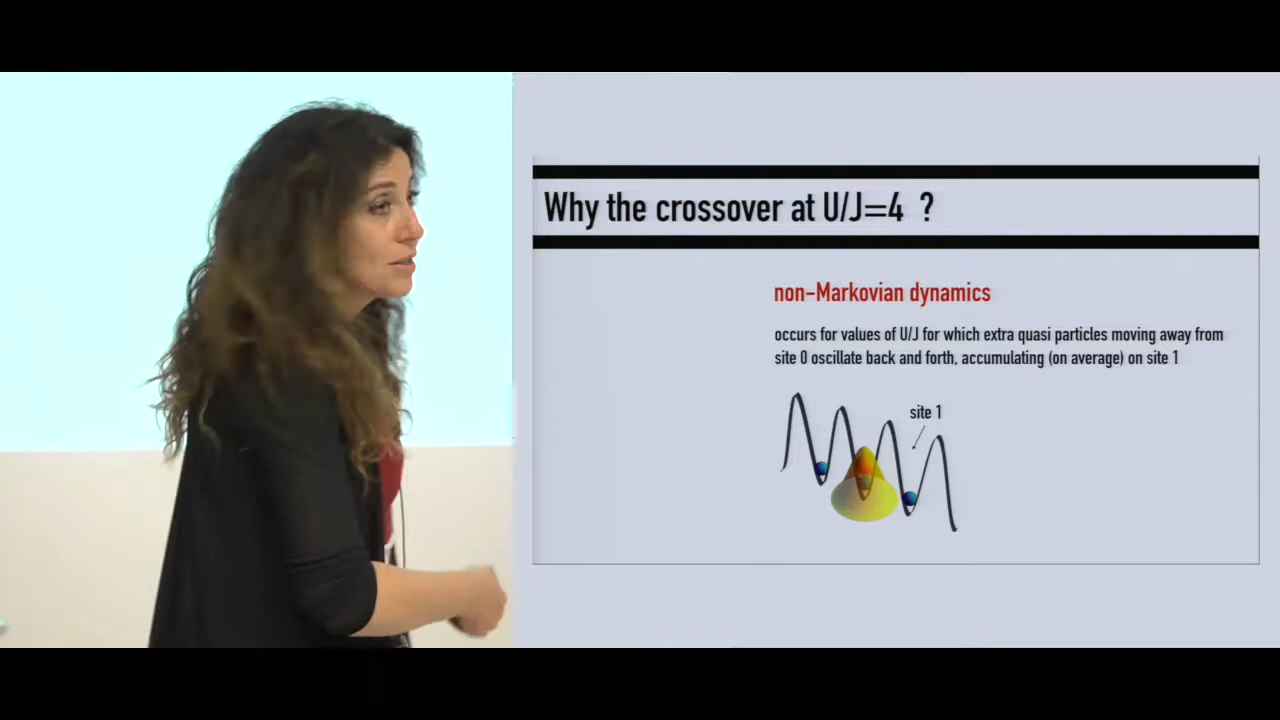 Why the crossover at U/J=4 ?
non-Markovian dynamics
occurs for values of U/J for which extra quasi particles moving away from
site 0 oscillate back and forth, accumulating (on average) on site 1
site 1